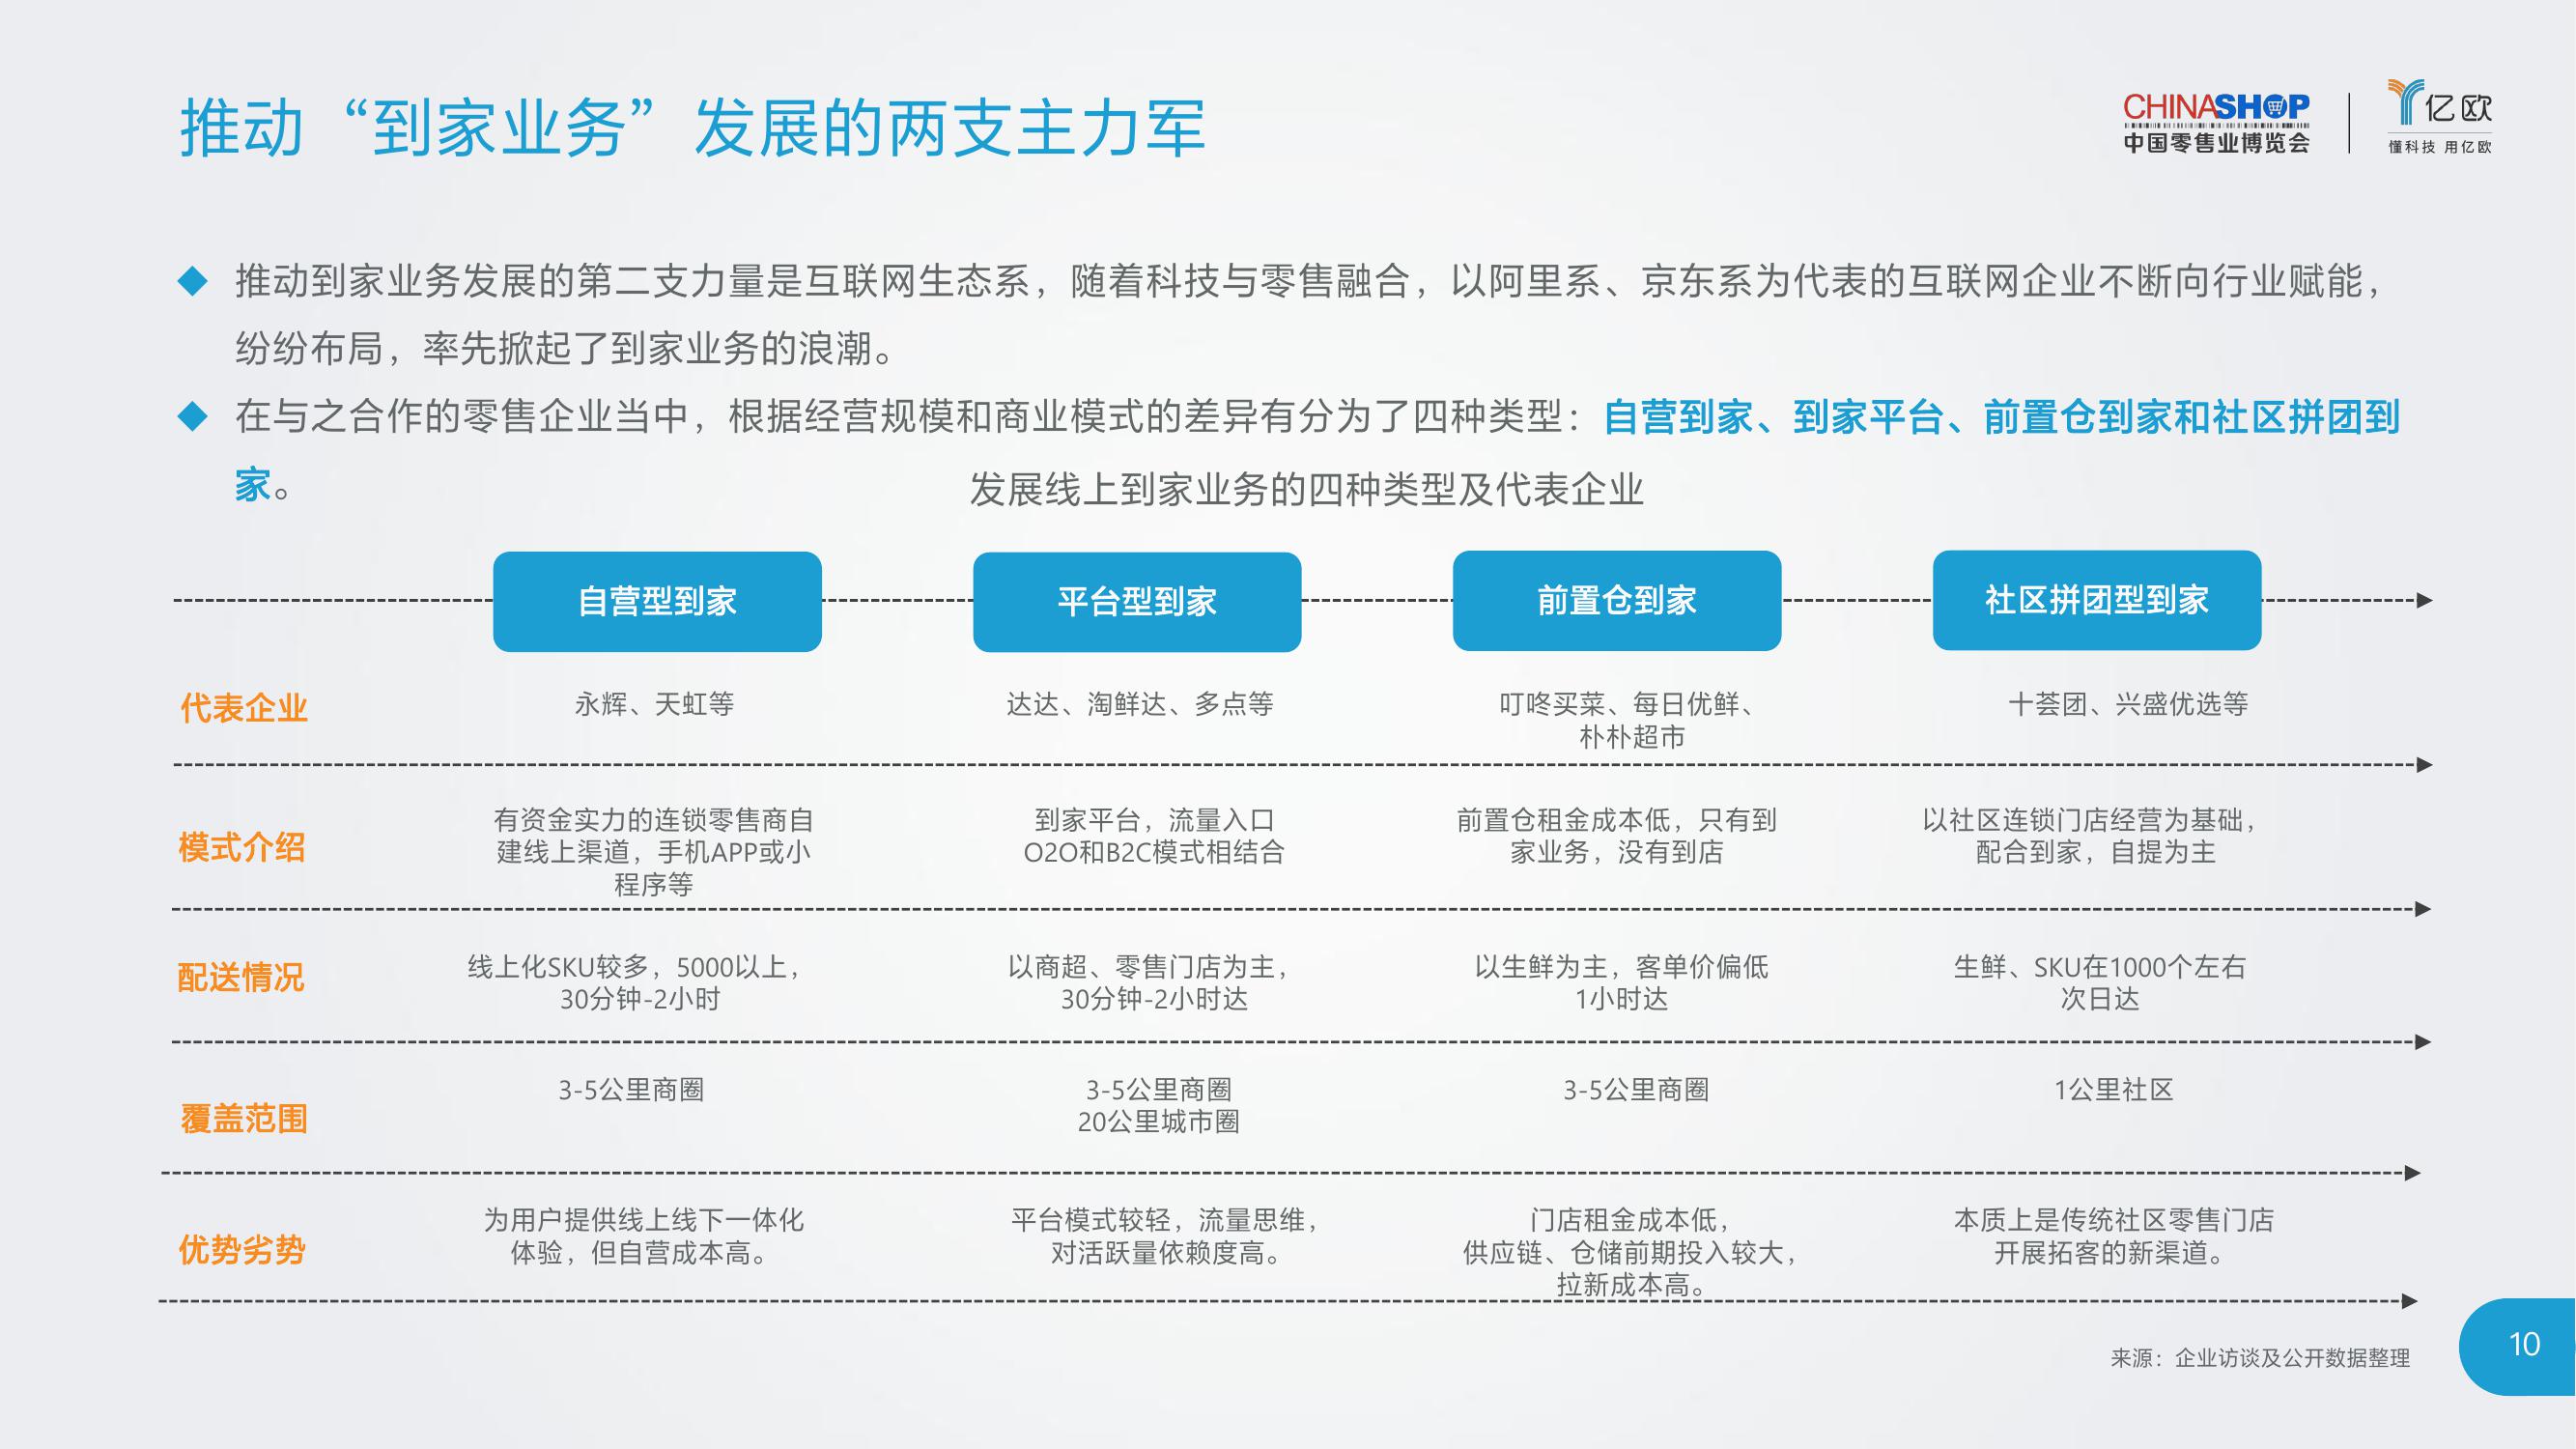 推动“到家业务”发展的两支主力军
CHINASHOP
中国零售业博览会
亿欧
懂科技 用亿欧
推动到家业务发展的第二支力量是互联网生态系，随着科技与零售融合，以阿里系、京东系为代表的互联网企业不断向行业赋能，
纷纷布局，率先掀起了到家业务的浪潮。
在与之合作的零售企业当中，根据经营规模和商业模式的差异有分为了四种类型：自营到家、到家平台、前置仓到家和社区拼团到
家。
发展线上到家业务的四种类型及代表企业
自营型到家
平台型到家
前置仓到家
社区拼团型到家
代表企业
永辉、天虹等
达达、淘鲜达、多点等
叮咚买菜、每日优鲜、
朴朴超市
十荟团、兴盛优选等
模式介绍
有资金实力的连锁零售商自
建线上渠道，手机APP或小
程序等
到家平台，流量入口
O2O和B2C模式相结合
前置仓租金成本低，只有到
家业务，没有到店
以社区连锁门店经营为基础，
配合到家，自提为主
配送情况
线上化SKU较多，5000以上，
30分钟-2小时
以商超、零售门店为主，
30分钟-2小时达
以生鲜为主，客单价偏低
1小时达
生鲜、SKU在1000个左右
次日达
覆盖范围
3-5公里商圈
3-5公里商圈
20公里城市圈
3-5公里商圈
1公里社区
优势劣势
为用户提供线上线下一体化
体验，但自营成本高。
平台模式较轻，流量思维，
对活跃量依赖度高。
门店租金成本低，
供应链、仓储前期投入较大，
拉新成本高。
本质上是传统社区零售门店
开展拓客的新渠道。
来源：企业访谈及公开数据整理
10